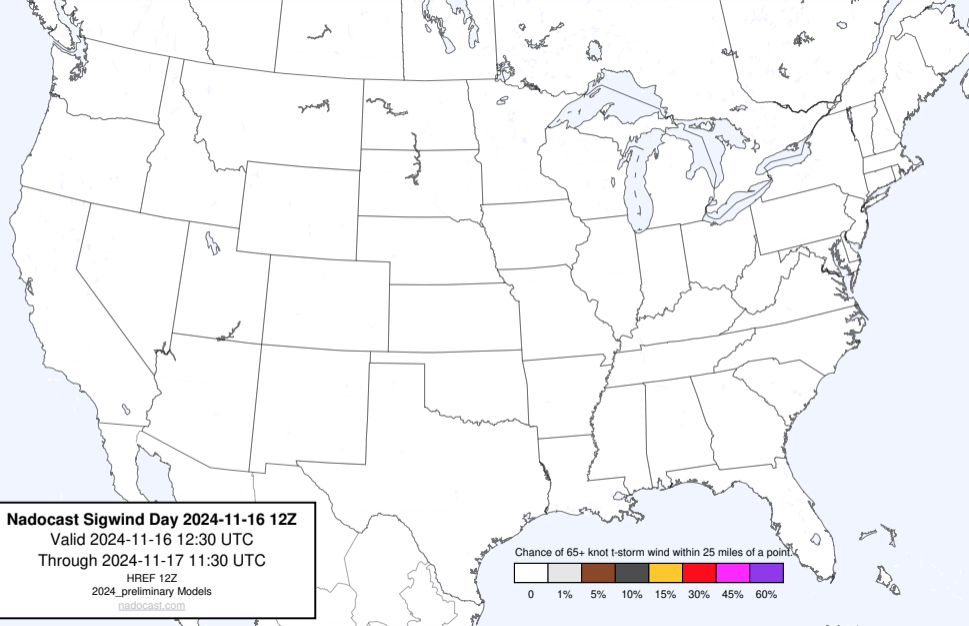 Nadocast Sigwind Day 2024-11-16 12Z
Valid 2024-11-16 12:30 UTC
Through 2024-11-17 11:30 UTC
HREF 12Z
2024_preliminary Models
nadocast.com
Chance of 65+ knot t-storm wind within 25 miles of a point.
0 1% 5% 10% 15% 30% 45% 60%